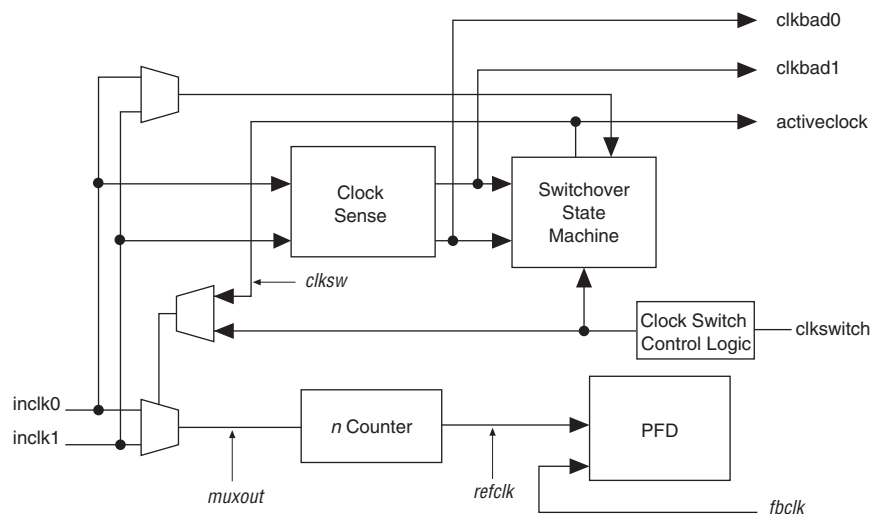 clkbad0
clkbad1
activeclock
Clock
Sense
Switchover
State
Machine
clksw
Clock Switch
Control Logic
clkswitch
inclk0
inclk1
n Counter
PFD
muxout
refclk
fbclk